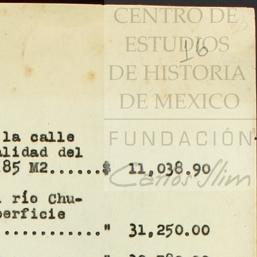 CENTRO DE
ESTUDIOS
DE HISTORIA
DE MEXICO
FUNDACIÓN
Carlos Slim
16
la calle
alidad del
85 M2......$ 11,038.90
río Chu-
perficie
..........." 31,250.00